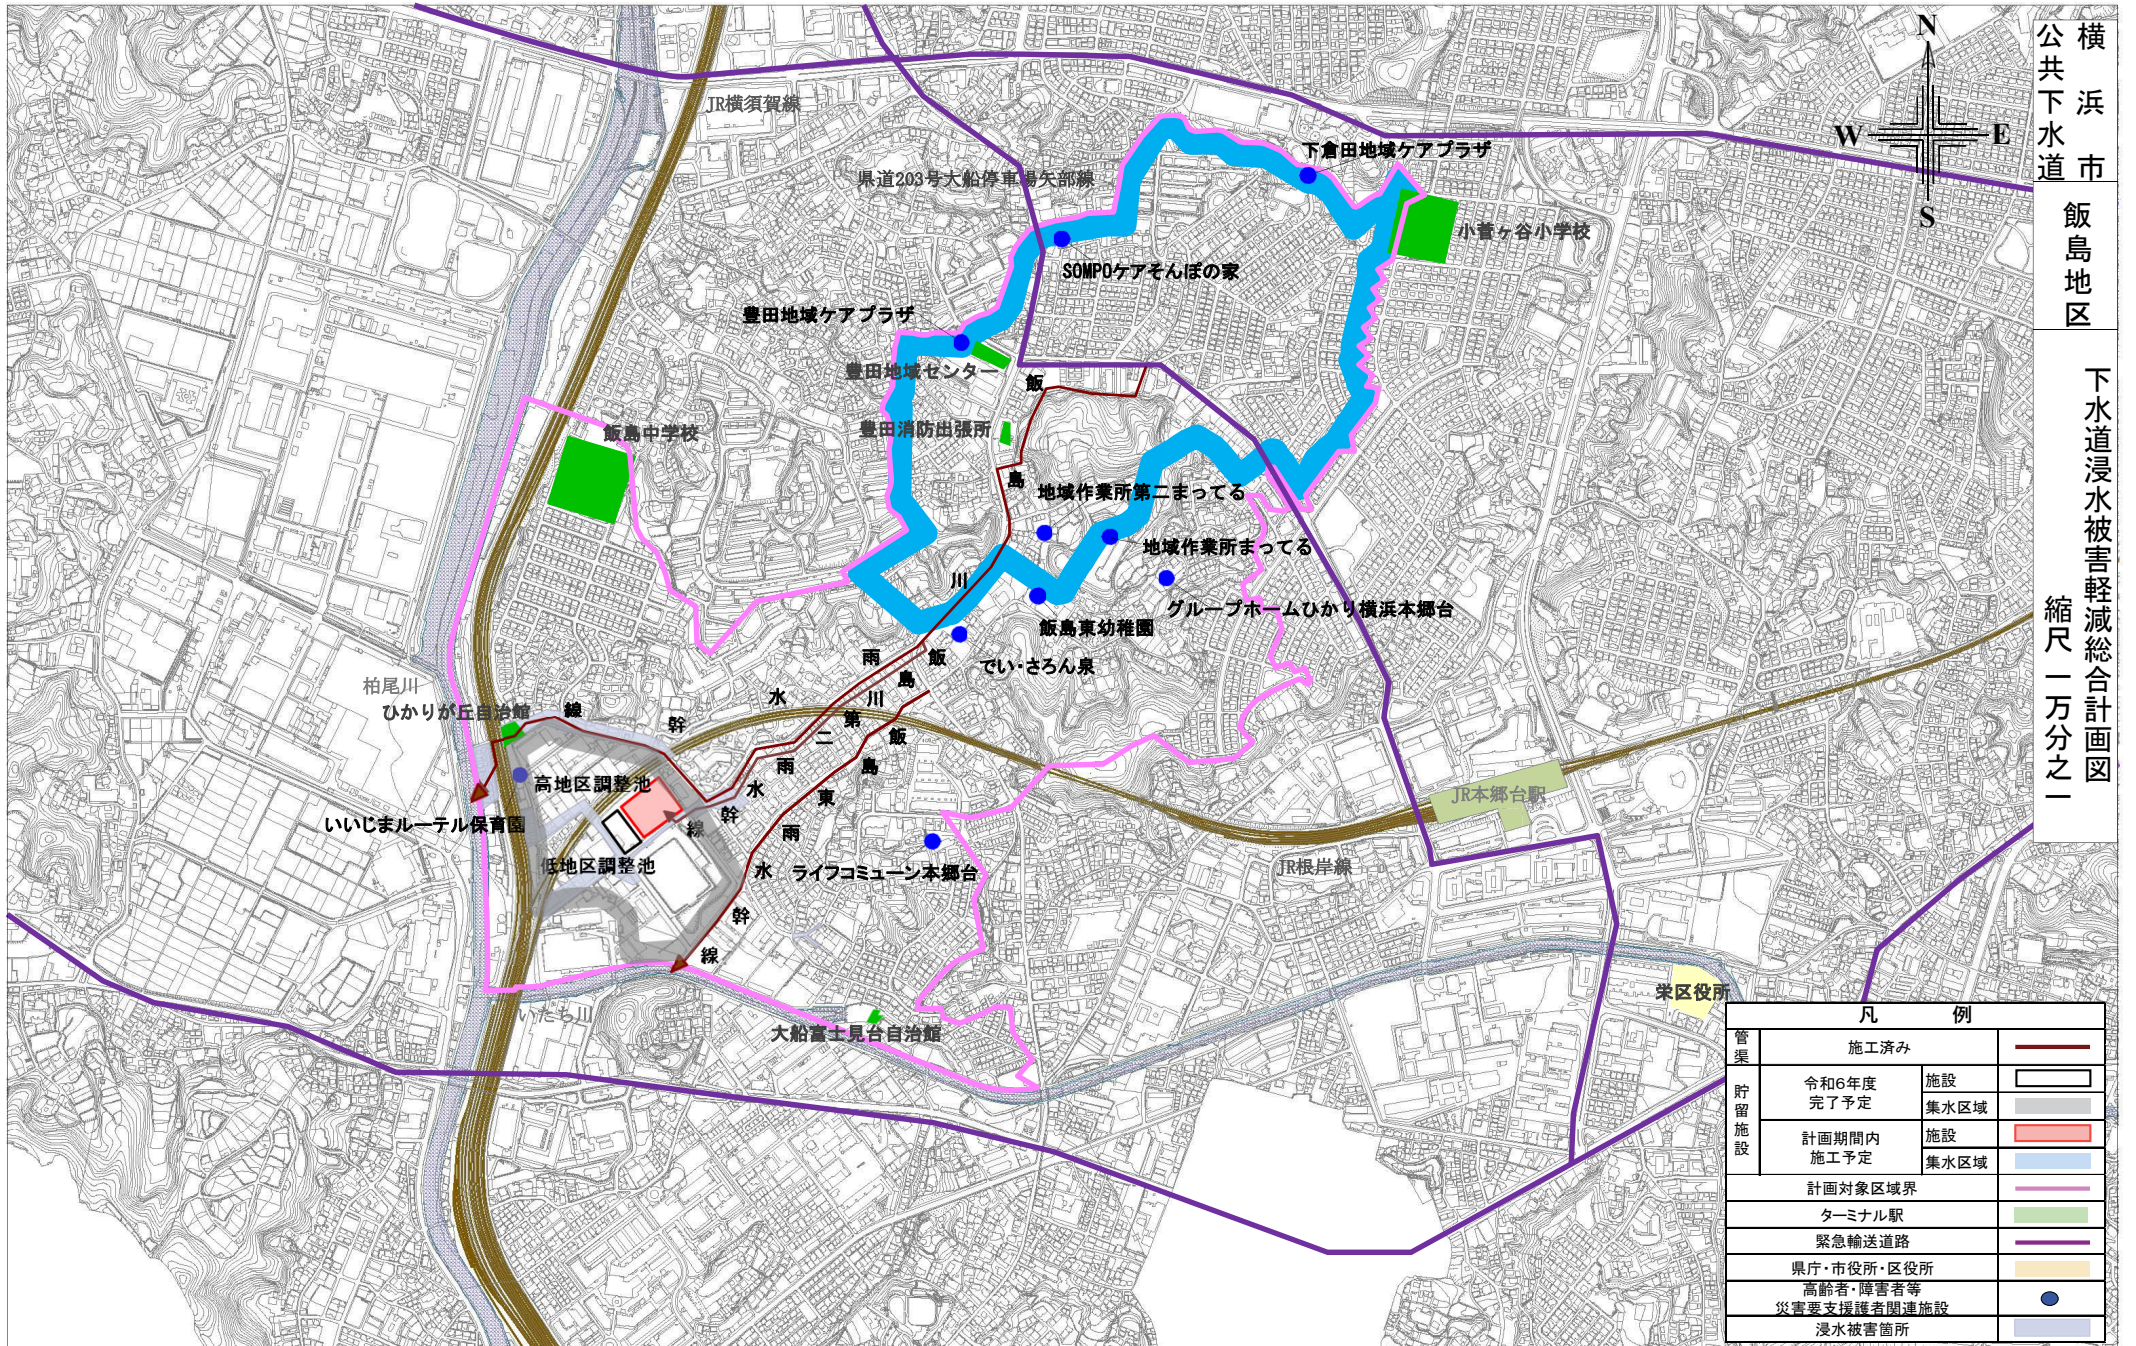 横浜市
公共下水道
飯島地区
下水道浸水被害軽減総合計画図
縮尺 一万分之一
N
W
E
S
JR横須賀線
県道203号大船停車場矢部線
下倉田地域ケアプラザ
小菅ヶ谷小学校
SOMPOケアそんぽの家
豊田地域ケアプラザ
豊田地域センター
豊田消防出張所
飯島中学校
地域作業所第二まってる
地域作業所まってる
グループホームひかり横浜本郷台
飯島東幼稚園
でい・さろん泉
柏尾川
ひかりが丘自治館
高地区調整池
いいじまルーテル保育園
低地区調整池
ライフコミューン本郷台
JR本郷台駅
JR根岸線
いたち川
大船富士見台自治館
栄区役所
飯島川雨水幹線
飯島川第二雨水幹線
飯島東雨水幹線
凡 例
管渠
施工済み
貯留施設
令和6年度
完了予定
施設
集水区域
計画期間内
施工予定
施設
集水区域
計画対象区域界
ターミナル駅
緊急輸送道路
県庁・市役所・区役所
高齢者・障害者等
災害要支援護者関連施設
浸水被害箇所